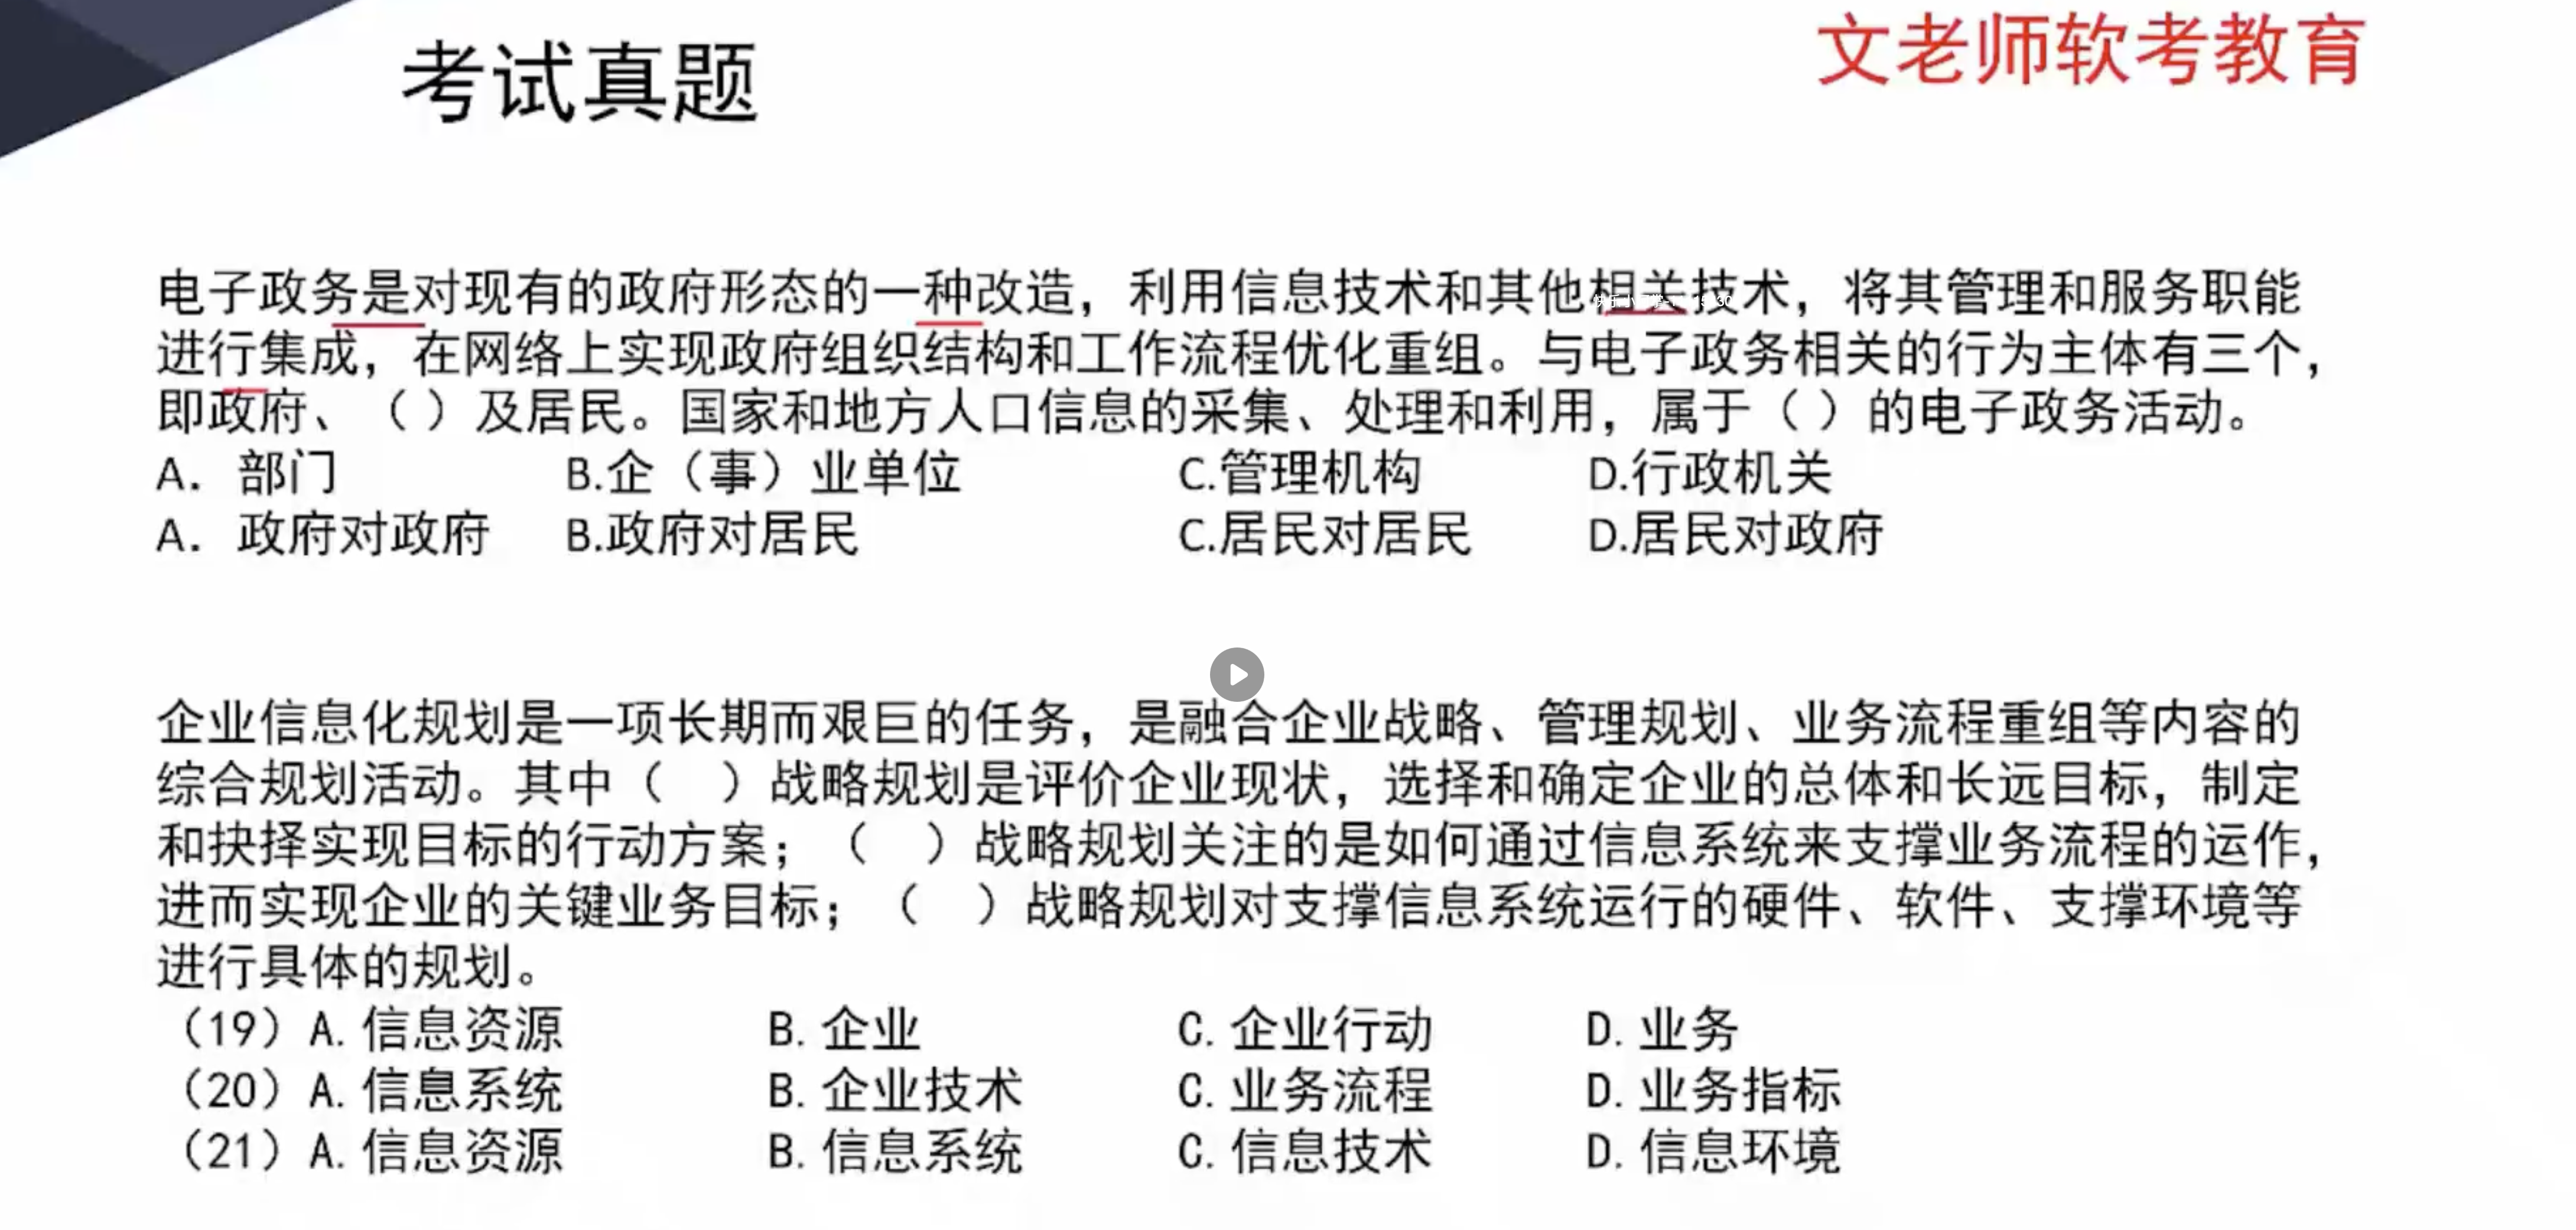 考试真题
文老师软考教育
电子政务是对现有的政府形态的一种改造，利用信息技术和其他相关技术，将其管理和服务职能
进行集成，在网络上实现政府组织结构和工作流程优化重组。与电子政务相关的行为主体有三个，
即政府、（）及居民。国家和地方人口信息的采集、处理和利用，属于（）的电子政务活动。
A. 部门 B.企（事）业单位 C.管理机构 D.行政机关
A. 政府对政府 B.政府对居民 C.居民对居民 D.居民对政府
企业信息化规划是一项长期而艰巨的任务，是融合企业战略、管理规划、业务流程重组等内容的
综合规划活动。其中（ ）战略规划是评价企业现状，选择和确定企业的总体和长远目标，制定
和抉择实现目标的行动方案；（ ）战略规划关注的是如何通过信息系统来支撑业务流程的运作，
进而实现企业的关键业务目标；（ ）战略规划对支撑信息系统运行的硬件、软件、支撑环境等
进行具体的规划。
（19）A. 信息资源 B. 企业 C. 企业行动 D. 业务
（20）A. 信息系统 B. 企业技术 C. 业务流程 D. 业务指标
（21）A. 信息资源 B. 信息系统 C. 信息技术 D. 信息环境